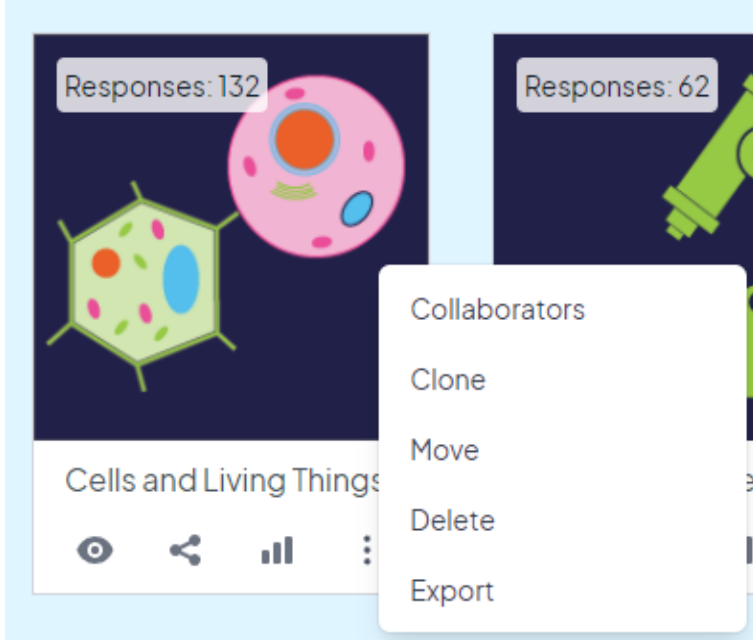 Responses: 132
Responses: 62
Collaborators
Clone
Move
Delete
Export
Cells and Living Things